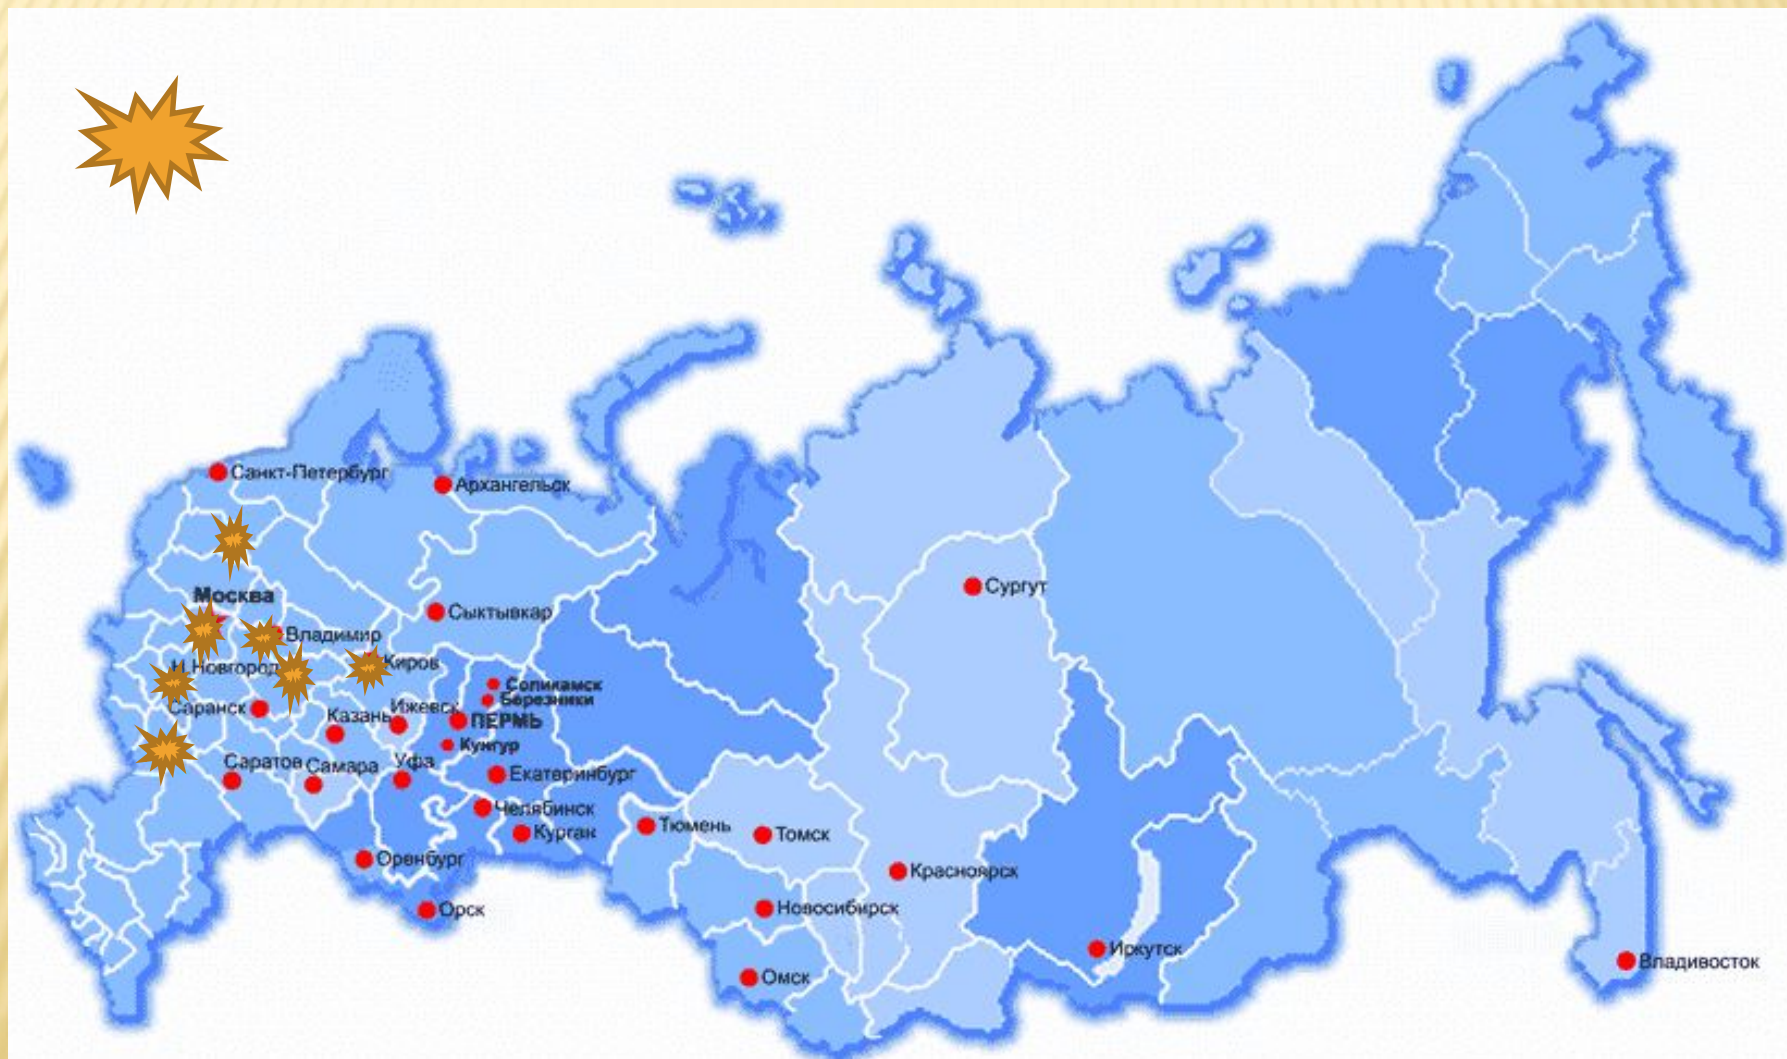 Санкт-Петербург
Архангельск
Москва
Сургут
Сыктывкар
Владимир
Н.Новгород
Киров
Соликамск
Березники
Саранск
Казань
Ижевск
ПЕРМЬ
Кунгур
Саратов
Самара
Уфа
Екатеринбург
Челябинск
Курган
Тюмень
Томск
Оренбург
Красноярск
Орск
Новосибирск
Иркутск
Владивосток
Омск